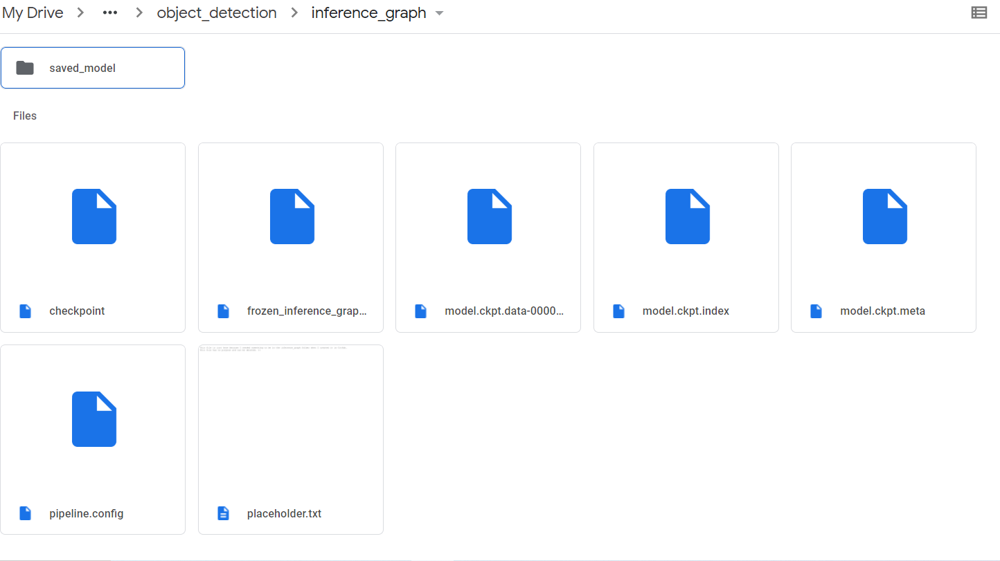 My Drive > ••• > object_detection > inference_graph
saved_model
Files
checkpoint
frozen_inference_grap...
model.ckpt.data-0000...
model.ckpt.index
model.ckpt.meta
pipeline.config
placeholder.txt